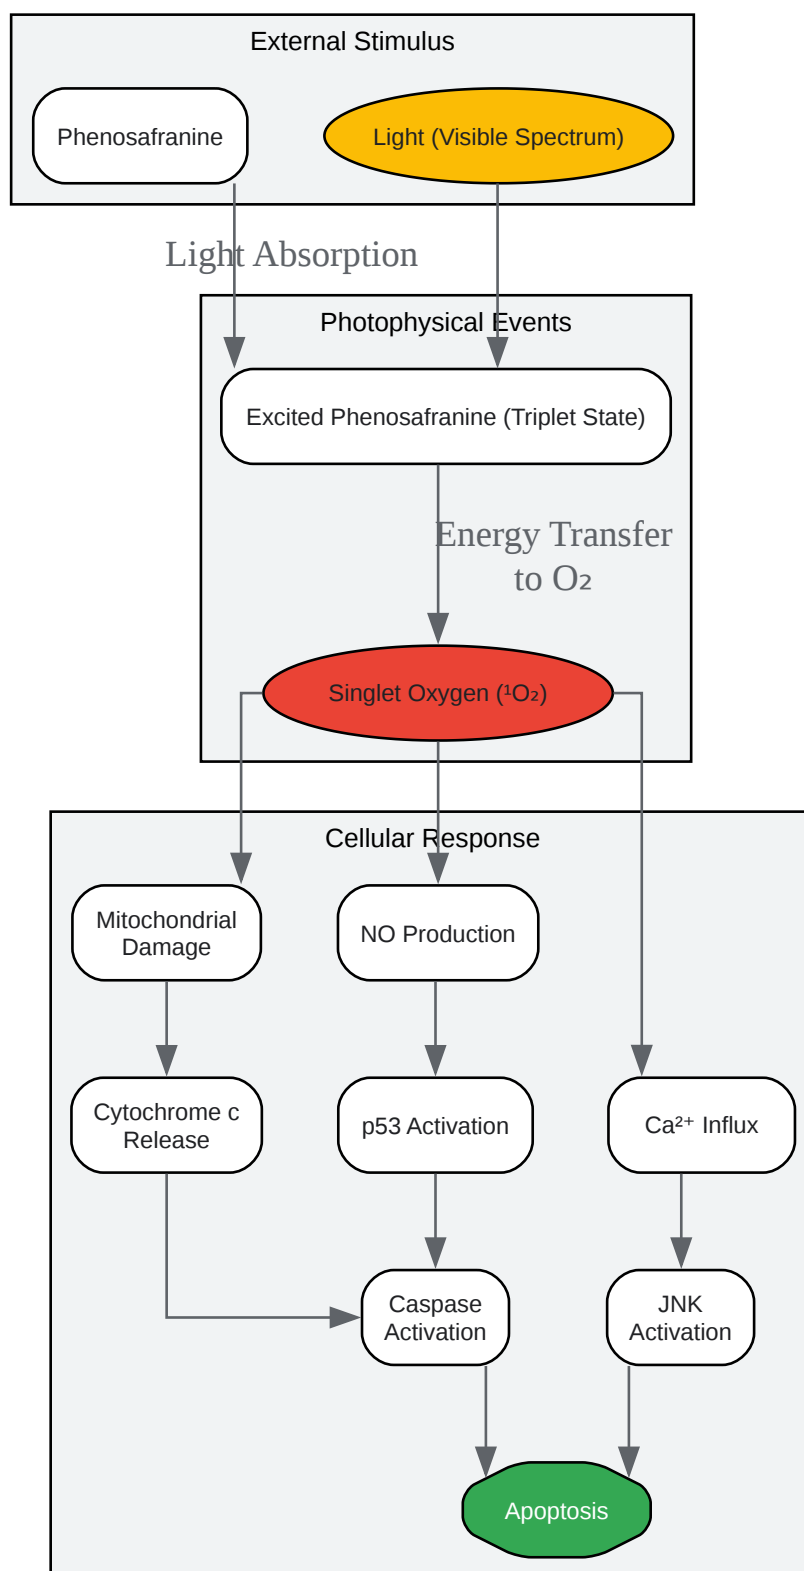 External Stimulus
Phenosafranine
Light (Visible Spectrum)
Light Absorption
Photophysical Events
Excited Phenosafranine (Triplet State)
Energy Transfer
to O₂
Singlet Oxygen (¹O₂)
Cellular Response
Mitochondrial
Damage
NO Production
Cytochrome c
Release
p53 Activation
Ca²⁺ Influx
Caspase
Activation
JNK
Activation
Apoptosis